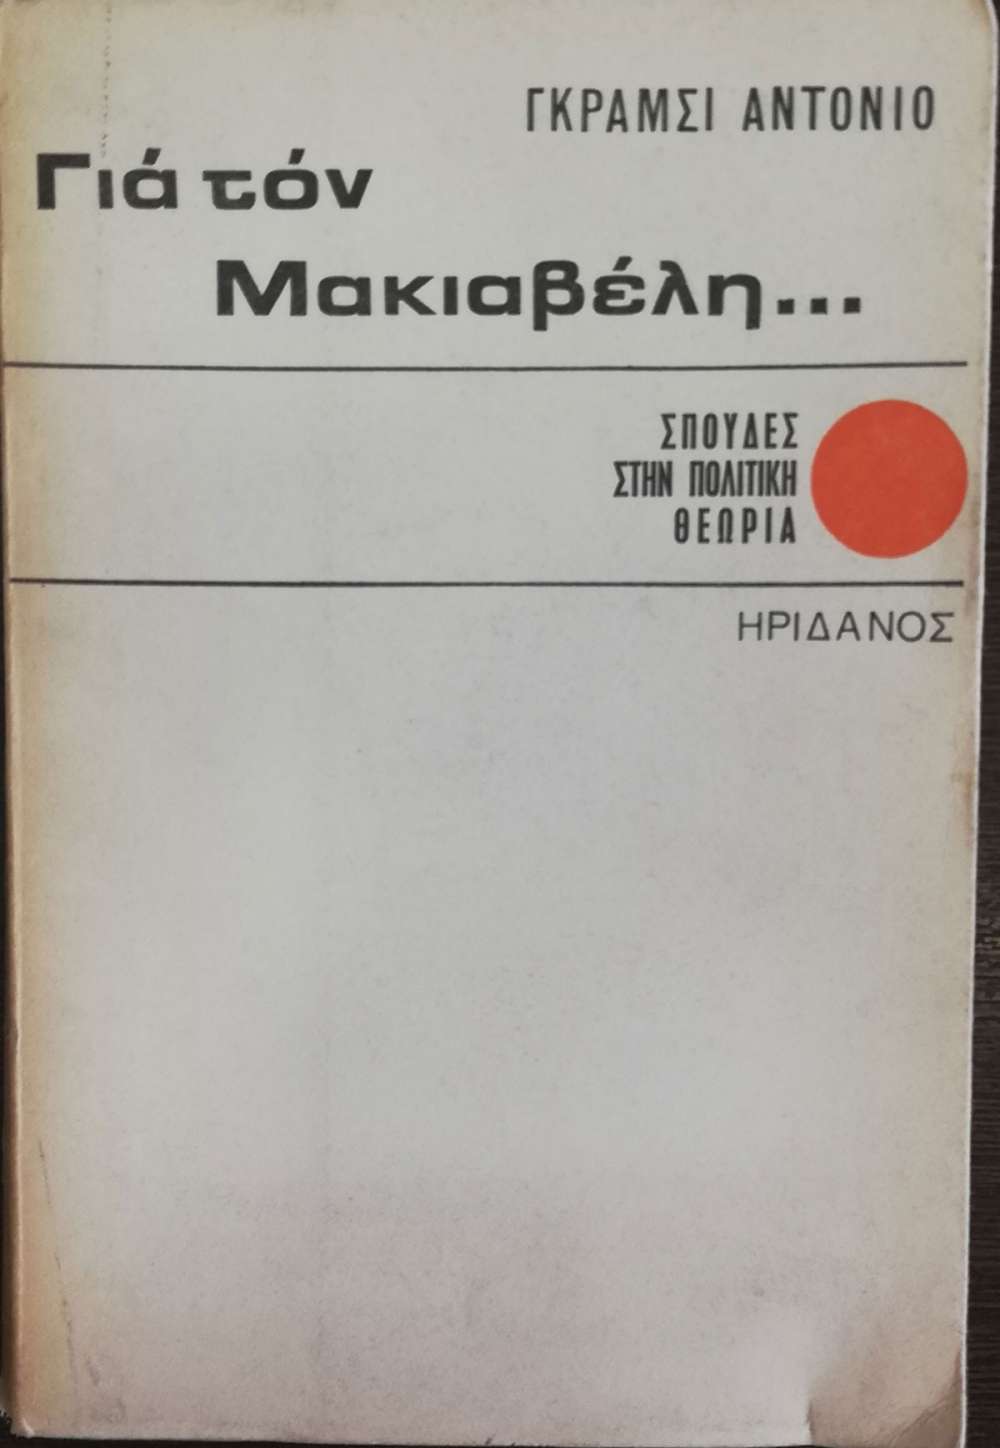 ΓΚΡΑΜΣΙ ΑΝΤΟΝΙΟ
Γιά τόν
Μακιαβέλη...
ΣΠΟΥΔΕΣ
ΣΤΗΝ ΠΟΛΙΤΙΚΗ
ΘΕΩΡΙΑ
ΗΡΙΔΑΝΟΣ